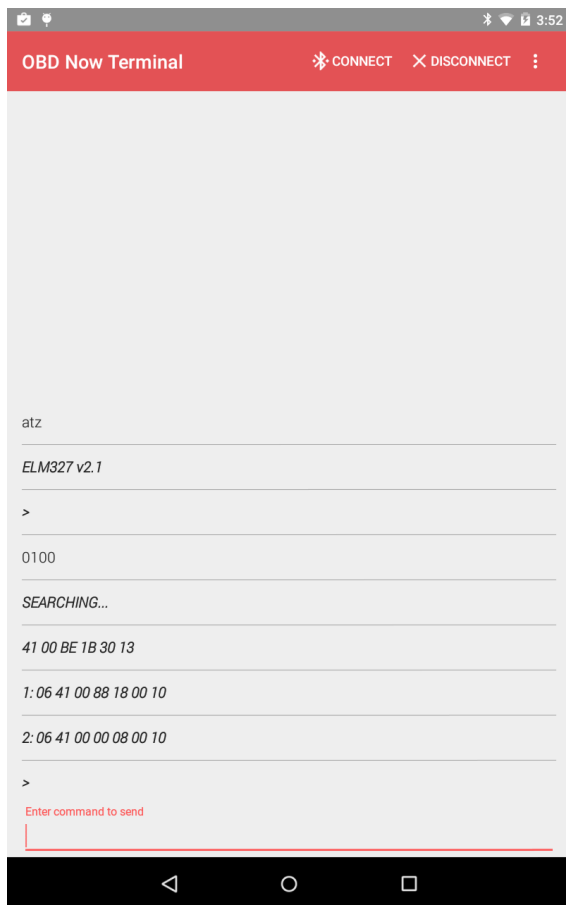 3:52
OBD Now Terminal CONNECT DISCONNECT
atz
ELM327 v2.1
>
0100
SEARCHING...
41 00 BE 1B 30 13
1: 06 41 00 88 18 00 10
2: 06 41 00 00 08 00 10
>
Enter command to send